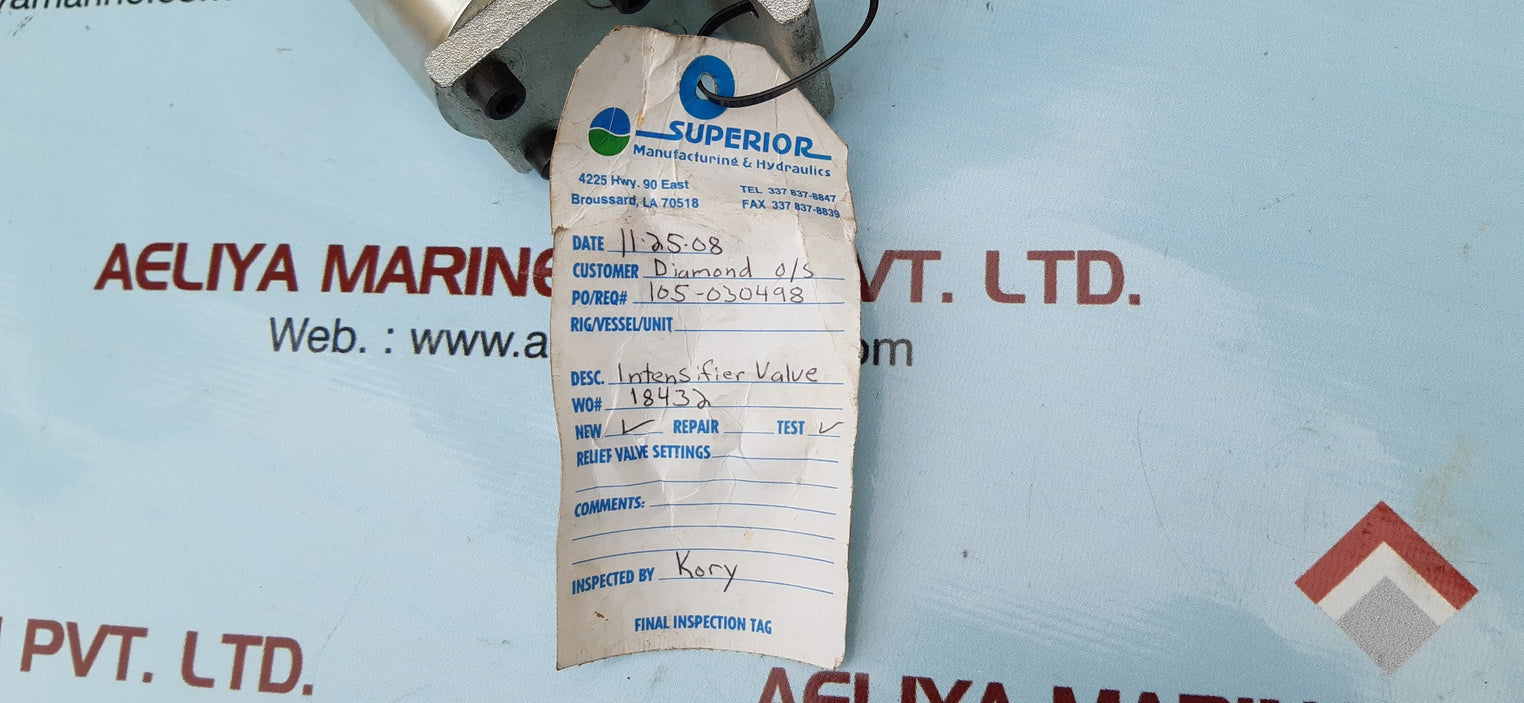 SUPERIOR
Manufacturing & Hydraulics
4225 Hwy. 90 East
Broussard, LA 70518
TEL 337 837-8847
FAX 337 837-8839
DATE 11·25·08
CUSTOMER Diamond O/S
PO/REQ# 105-030498
RIG/VESSEL/UNIT
DESC. Intensifier Valve
WO# 18432
NEW ✓ REPAIR TEST ✓
RELIEF VALVE SETTINGS
COMMENTS:
INSPECTED BY Kory
FINAL INSPECTION TAG
AELIYA MARINE VT. LTD.
Web. : www.a om
PVT. LTD.
AELIYA MARIN